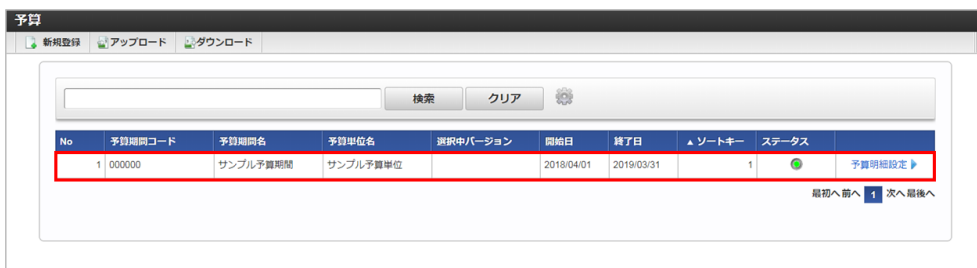 予算
新規登録 アップロード ダウンロード
検索 クリア
No 予算期間コード 予算期間名 予算単位名 選択中バージョン 開始日 終了日 ▲ ソートキー ステータス
1 000000 サンプル予算期間 サンプル予算単位 2018/04/01 2019/03/31 1 予算明細設定
最初へ 前へ 1 次へ 最後へ